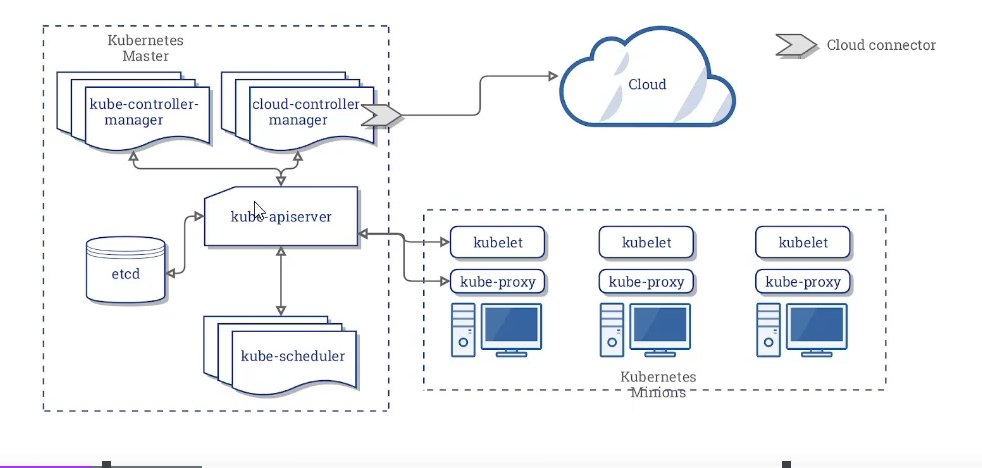 Kubernetes
Master
kube-controller-
manager
cloud-controller
manager
Cloud
Cloud connector
kube-apiserver
etcd
kube-scheduler
kubelet
kubelet
kubelet
kube-proxy
kube-proxy
kube-proxy
Kubernetes
Minions